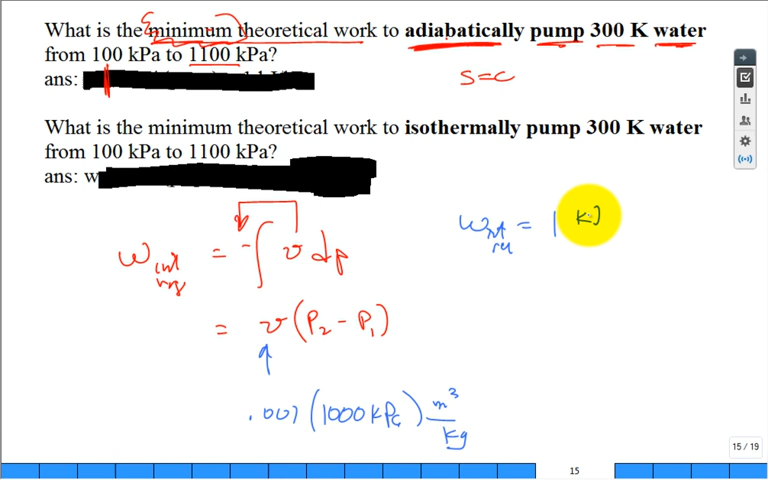 What is the minimum theoretical work to adiabatically pump 300 K water
from 100 kPa to 1100 kPa?
ans:
s=c
What is the minimum theoretical work to isothermally pump 300 K water
from 100 kPa to 1100 kPa?
ans: w
= -∫ v dp
= 1 kJ
= v (P₂ - P₁)
.001 (1000 kPa) m³/kg
15 / 19
15